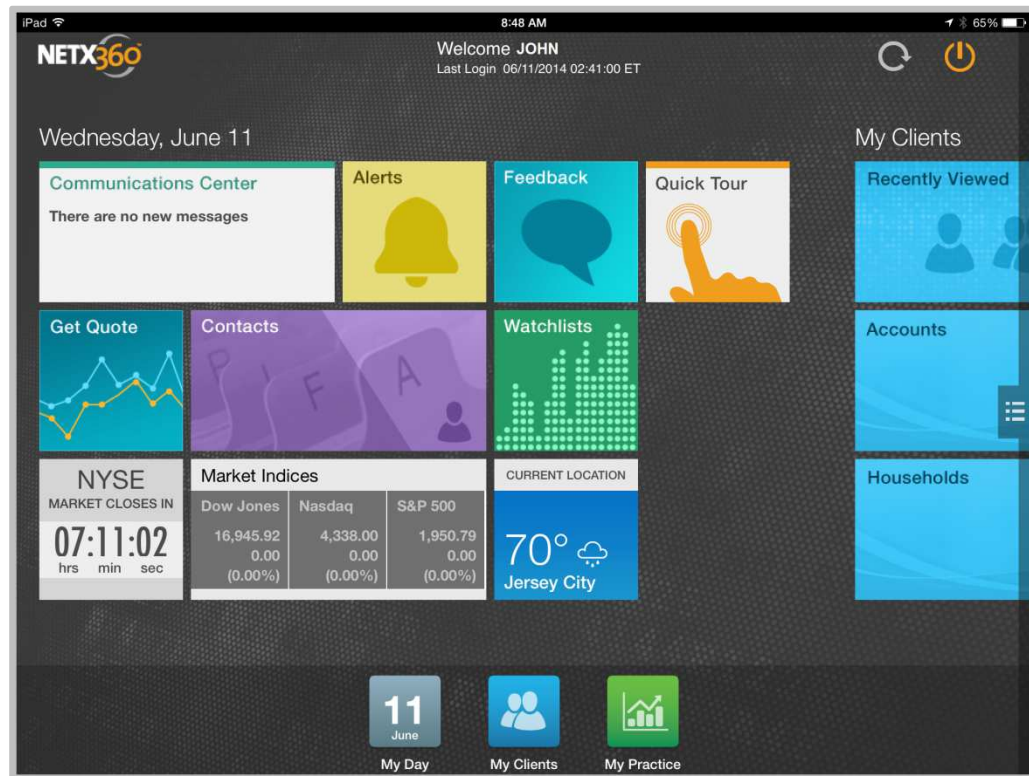 iPad
8:48 AM
65%
NETX360
Welcome JOHN
Last Login 06/11/2014 02:41:00 ET
Wednesday, June 11
My Clients
Communications Center
There are no new messages
Alerts
Feedback
Quick Tour
Recently Viewed
Get Quote
Contacts
P I F A
Watchlists
Accounts
NYSE
MARKET CLOSES IN
07:11:02
hrs min sec
Market Indices
Dow Jones Nasdaq S&P 500
16,945.92 4,338.00 1,950.79
0.00 0.00 0.00
(0.00%) (0.00%) (0.00%)
CURRENT LOCATION
70°
Jersey City
Households
11
June
My Day
My Clients
My Practice